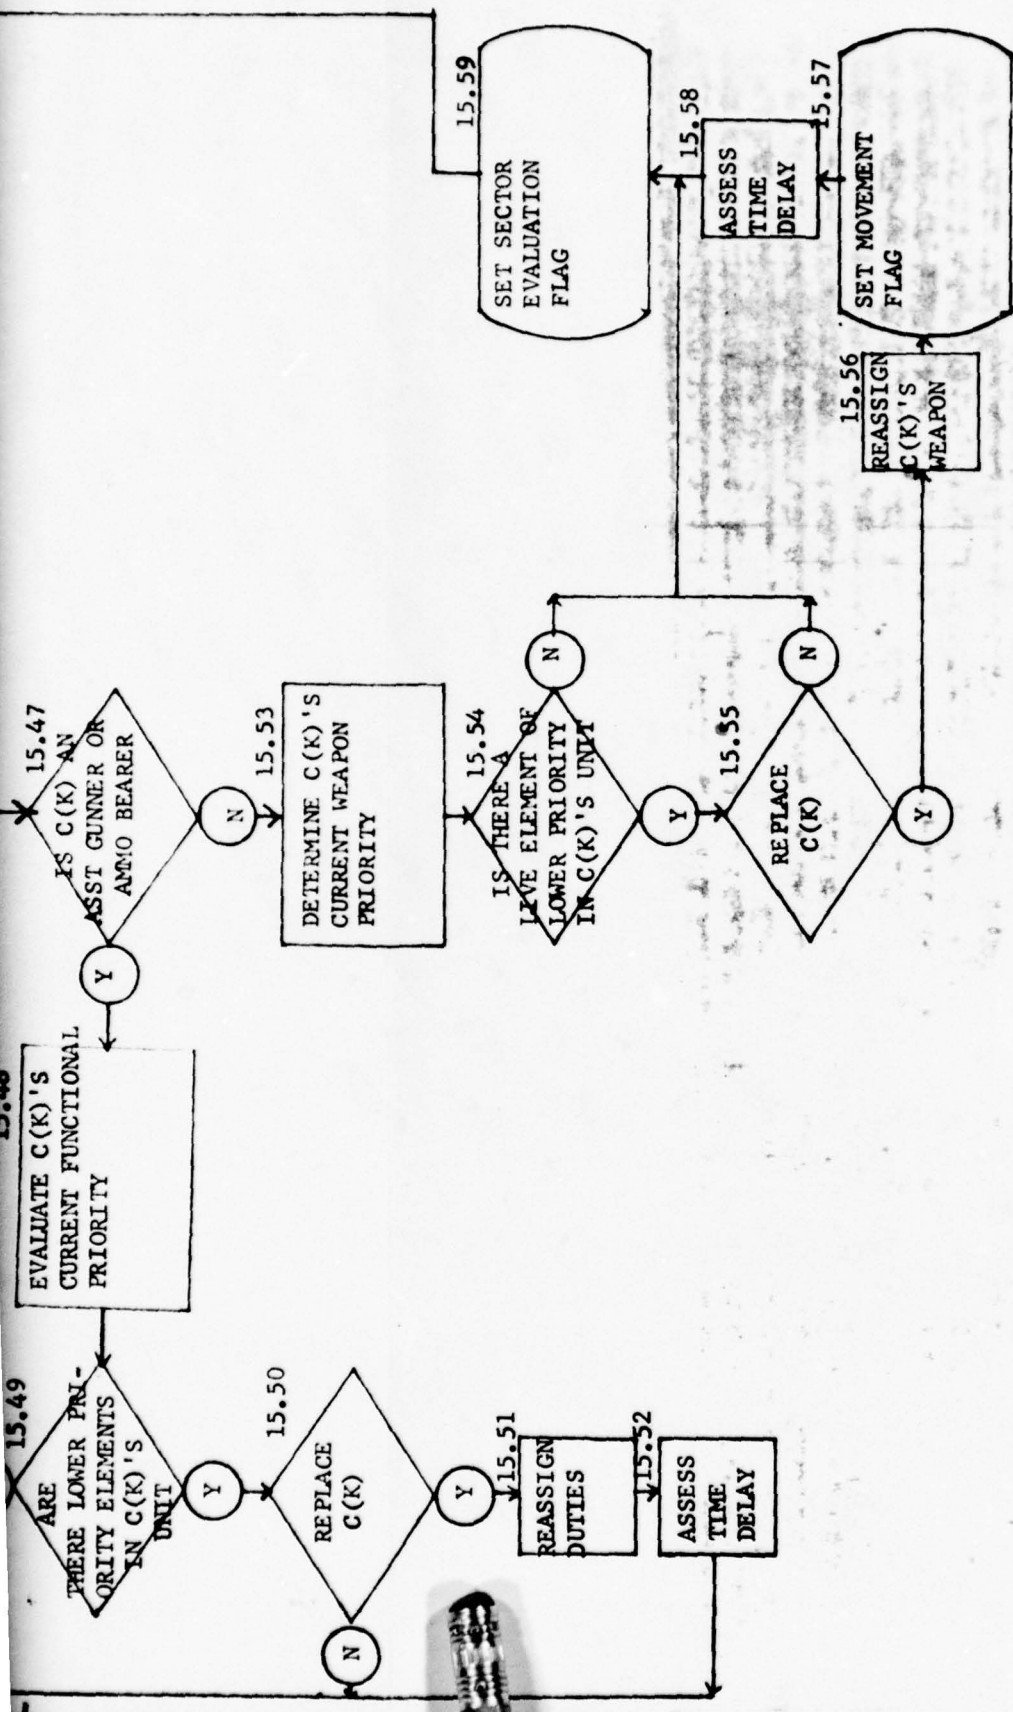 15.47
IS C(K) AN
ASST GUNNER OR
AMMO BEARER
Y
N
EVALUATE C(K)'S
CURRENT FUNCTIONAL
PRIORITY
15.49
ARE
THERE LOWER PRI-
ORITY ELEMENTS
IN C(K)'S
UNIT
Y
15.50
REPLACE
C(K)
N
Y
15.51
REASSIGN
DUTIES
15.52
ASSESS
TIME
DELAY
15.53
DETERMINE C(K)'S
CURRENT WEAPON
PRIORITY
15.54
IS THERE A
LIVE ELEMENT OF
LOWER PRIORITY
IN C(K)'S UNIT
N
Y
15.55
REPLACE
C(K)
N
Y
15.56
REASSIGN
C(K)'S
WEAPON
15.57
SET MOVEMENT
FLAG
15.58
ASSESS
TIME
DELAY
15.59
SET SECTOR
EVALUATION
FLAG